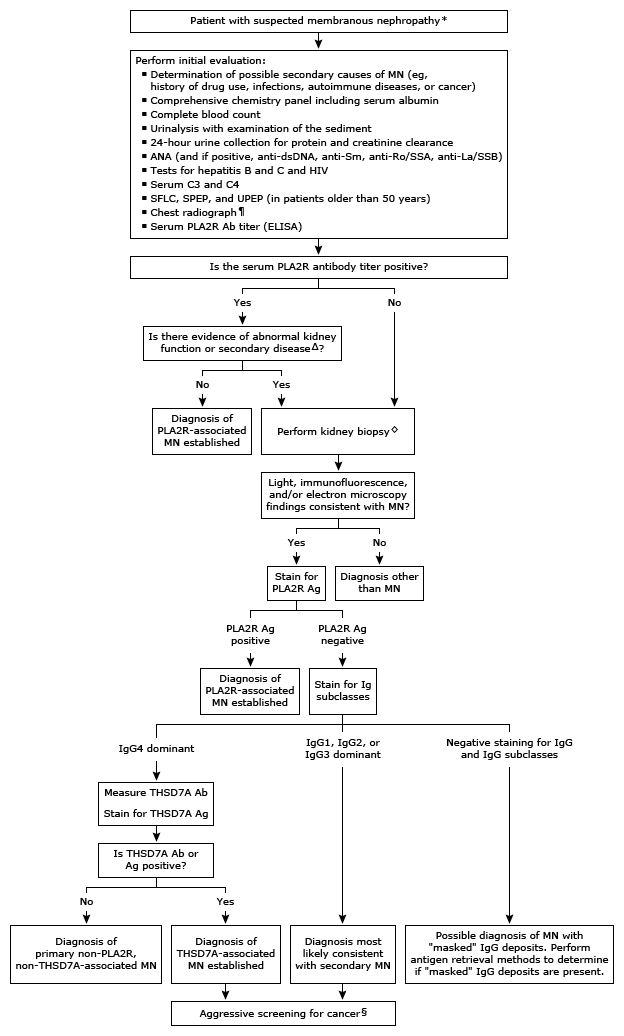 Patient with suspected membranous nephropathy*
Perform initial evaluation:
▪ Determination of possible secondary causes of MN (eg,
history of drug use, infections, autoimmune diseases, or cancer)
▪ Comprehensive chemistry panel including serum albumin
▪ Complete blood count
▪ Urinalysis with examination of the sediment
▪ 24-hour urine collection for protein and creatinine clearance
▪ ANA (and if positive, anti-dsDNA, anti-Sm, anti-Ro/SSA, anti-La/SSB)
▪ Tests for hepatitis B and C and HIV
▪ Serum C3 and C4
▪ SFLC, SPEP, and UPEP (in patients older than 50 years)
▪ Chest radiograph¶
▪ Serum PLA2R Ab titer (ELISA)
Is the serum PLA2R antibody titer positive?
Yes
No
Is there evidence of abnormal kidney
function or secondary diseaseΔ?
No
Yes
Diagnosis of
PLA2R-associated
MN established
Perform kidney biopsy◇
Light, immunofluorescence,
and/or electron microscopy
findings consistent with MN?
Yes
No
Stain for
PLA2R Ag
Diagnosis other
than MN
PLA2R Ag
positive
PLA2R Ag
negative
Diagnosis of
PLA2R-associated
MN established
Stain for Ig
subclasses
IgG4 dominant
IgG1, IgG2, or
IgG3 dominant
Negative staining for IgG
and IgG subclasses
Measure THSD7A Ab
Stain for THSD7A Ag
Is THSD7A Ab or
Ag positive?
No
Yes
Diagnosis of
primary non-PLA2R,
non-THSD7A-associated MN
Diagnosis of
THSD7A-associated
MN established
Diagnosis most
likely consistent
with secondary MN
Possible diagnosis of MN with
"masked" IgG deposits. Perform
antigen retrieval methods to determine
if "masked" IgG deposits are present.
Aggressive screening for cancer§